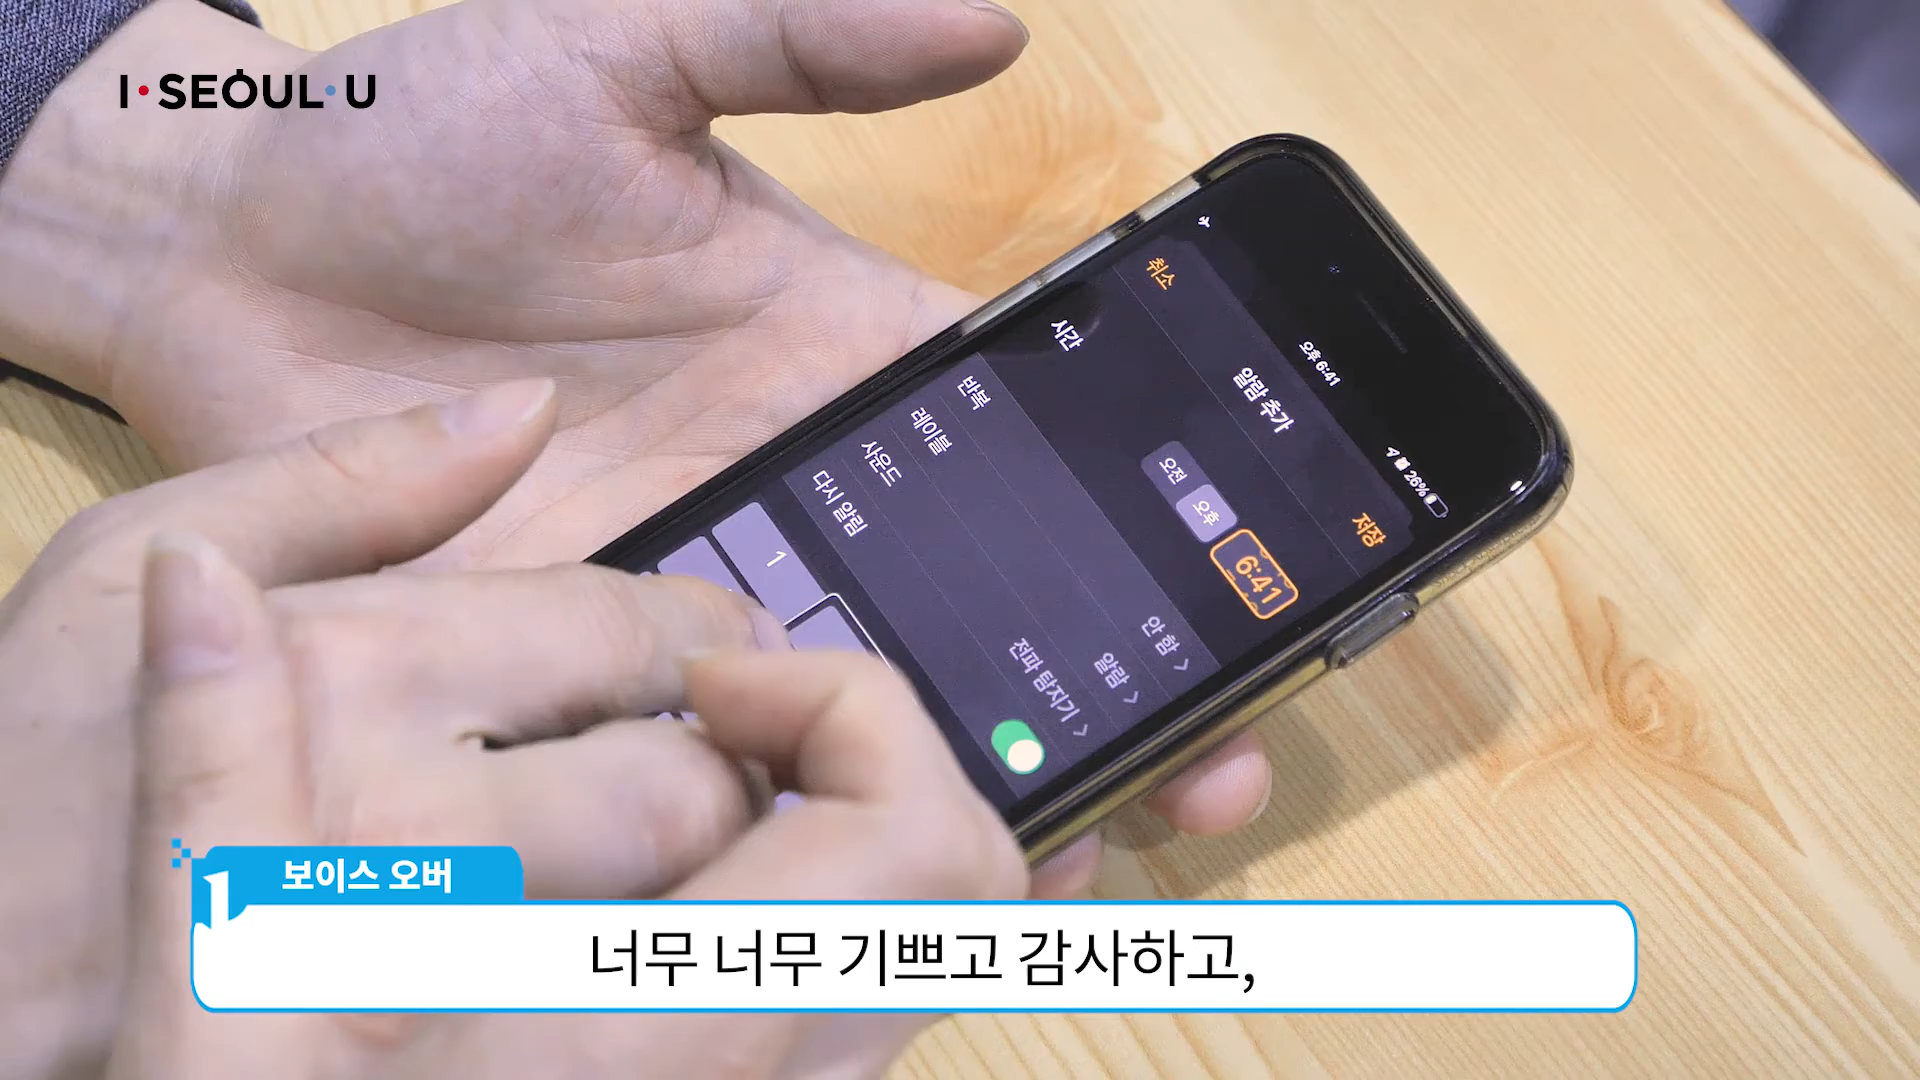 I·SEOUL·U
오후 6:41
26%
취소
알람 추가
저장
시간
오전
오후
6:41
반복
안 함
레이블
알람
사운드
전파 탐지기
다시 알림
1
1
보이스 오버
너무 너무 기쁘고 감사하고,